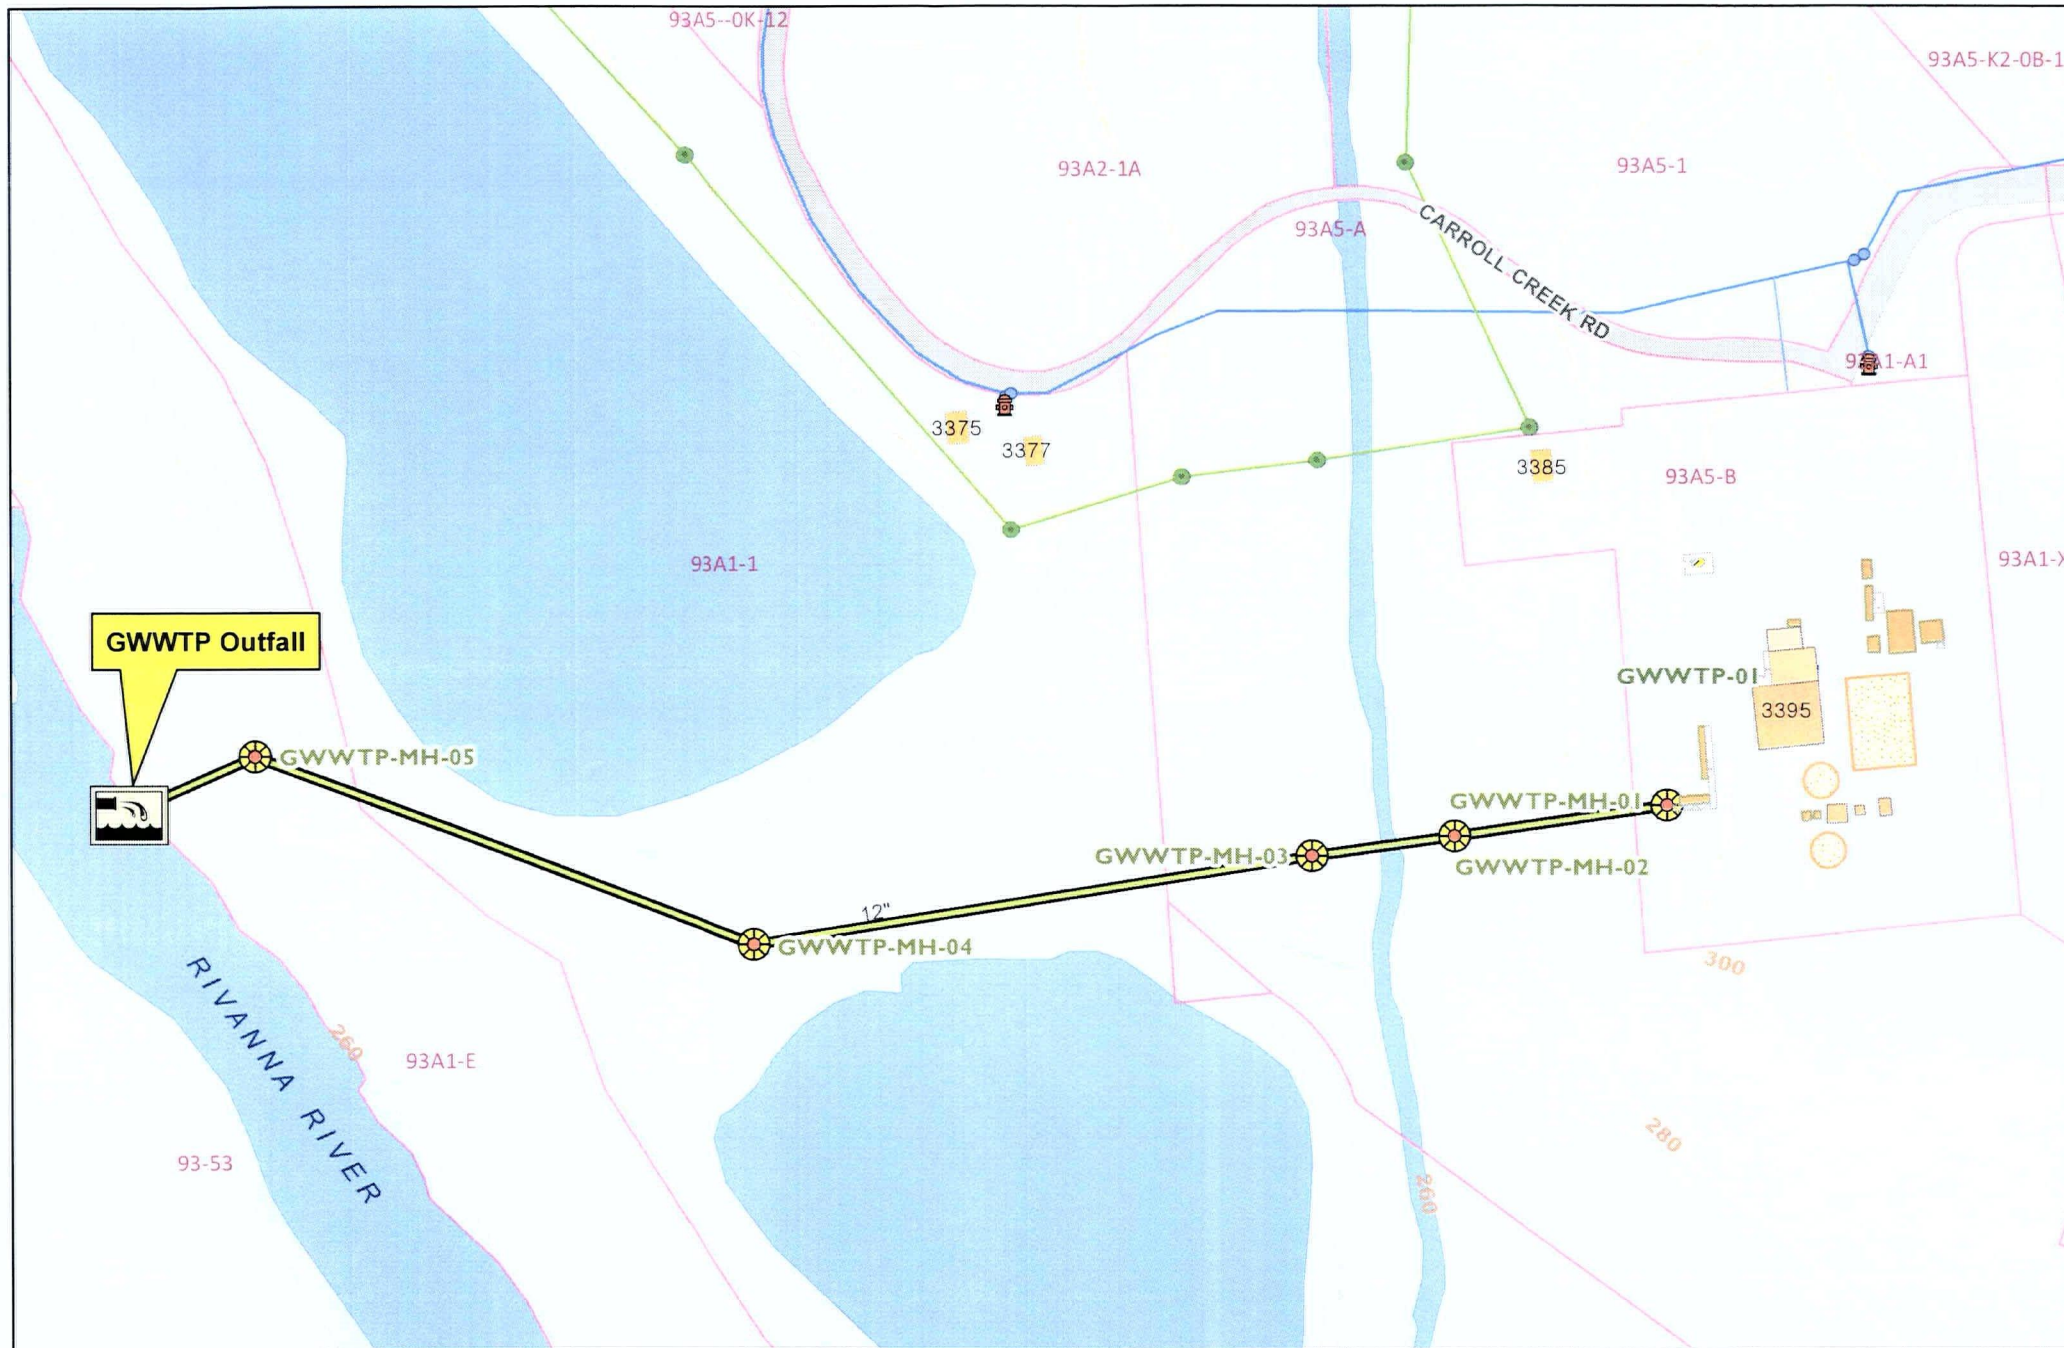 93A5--0K-12
93A5-K2-0B-1
93A2-1A
93A5-1
93A5-A
CARROLL CREEK RD
93A1-A1
3375
3377
3385
93A5-B
93A1-1
93A1-X
GWWTP Outfall
GWWTP-01
3395
GWWTP-MH-05
GWWTP-MH-01
GWWTP-MH-03
GWWTP-MH-02
12"
GWWTP-MH-04
300
RIVANNA RIVER
260
93A1-E
280
93-53
260